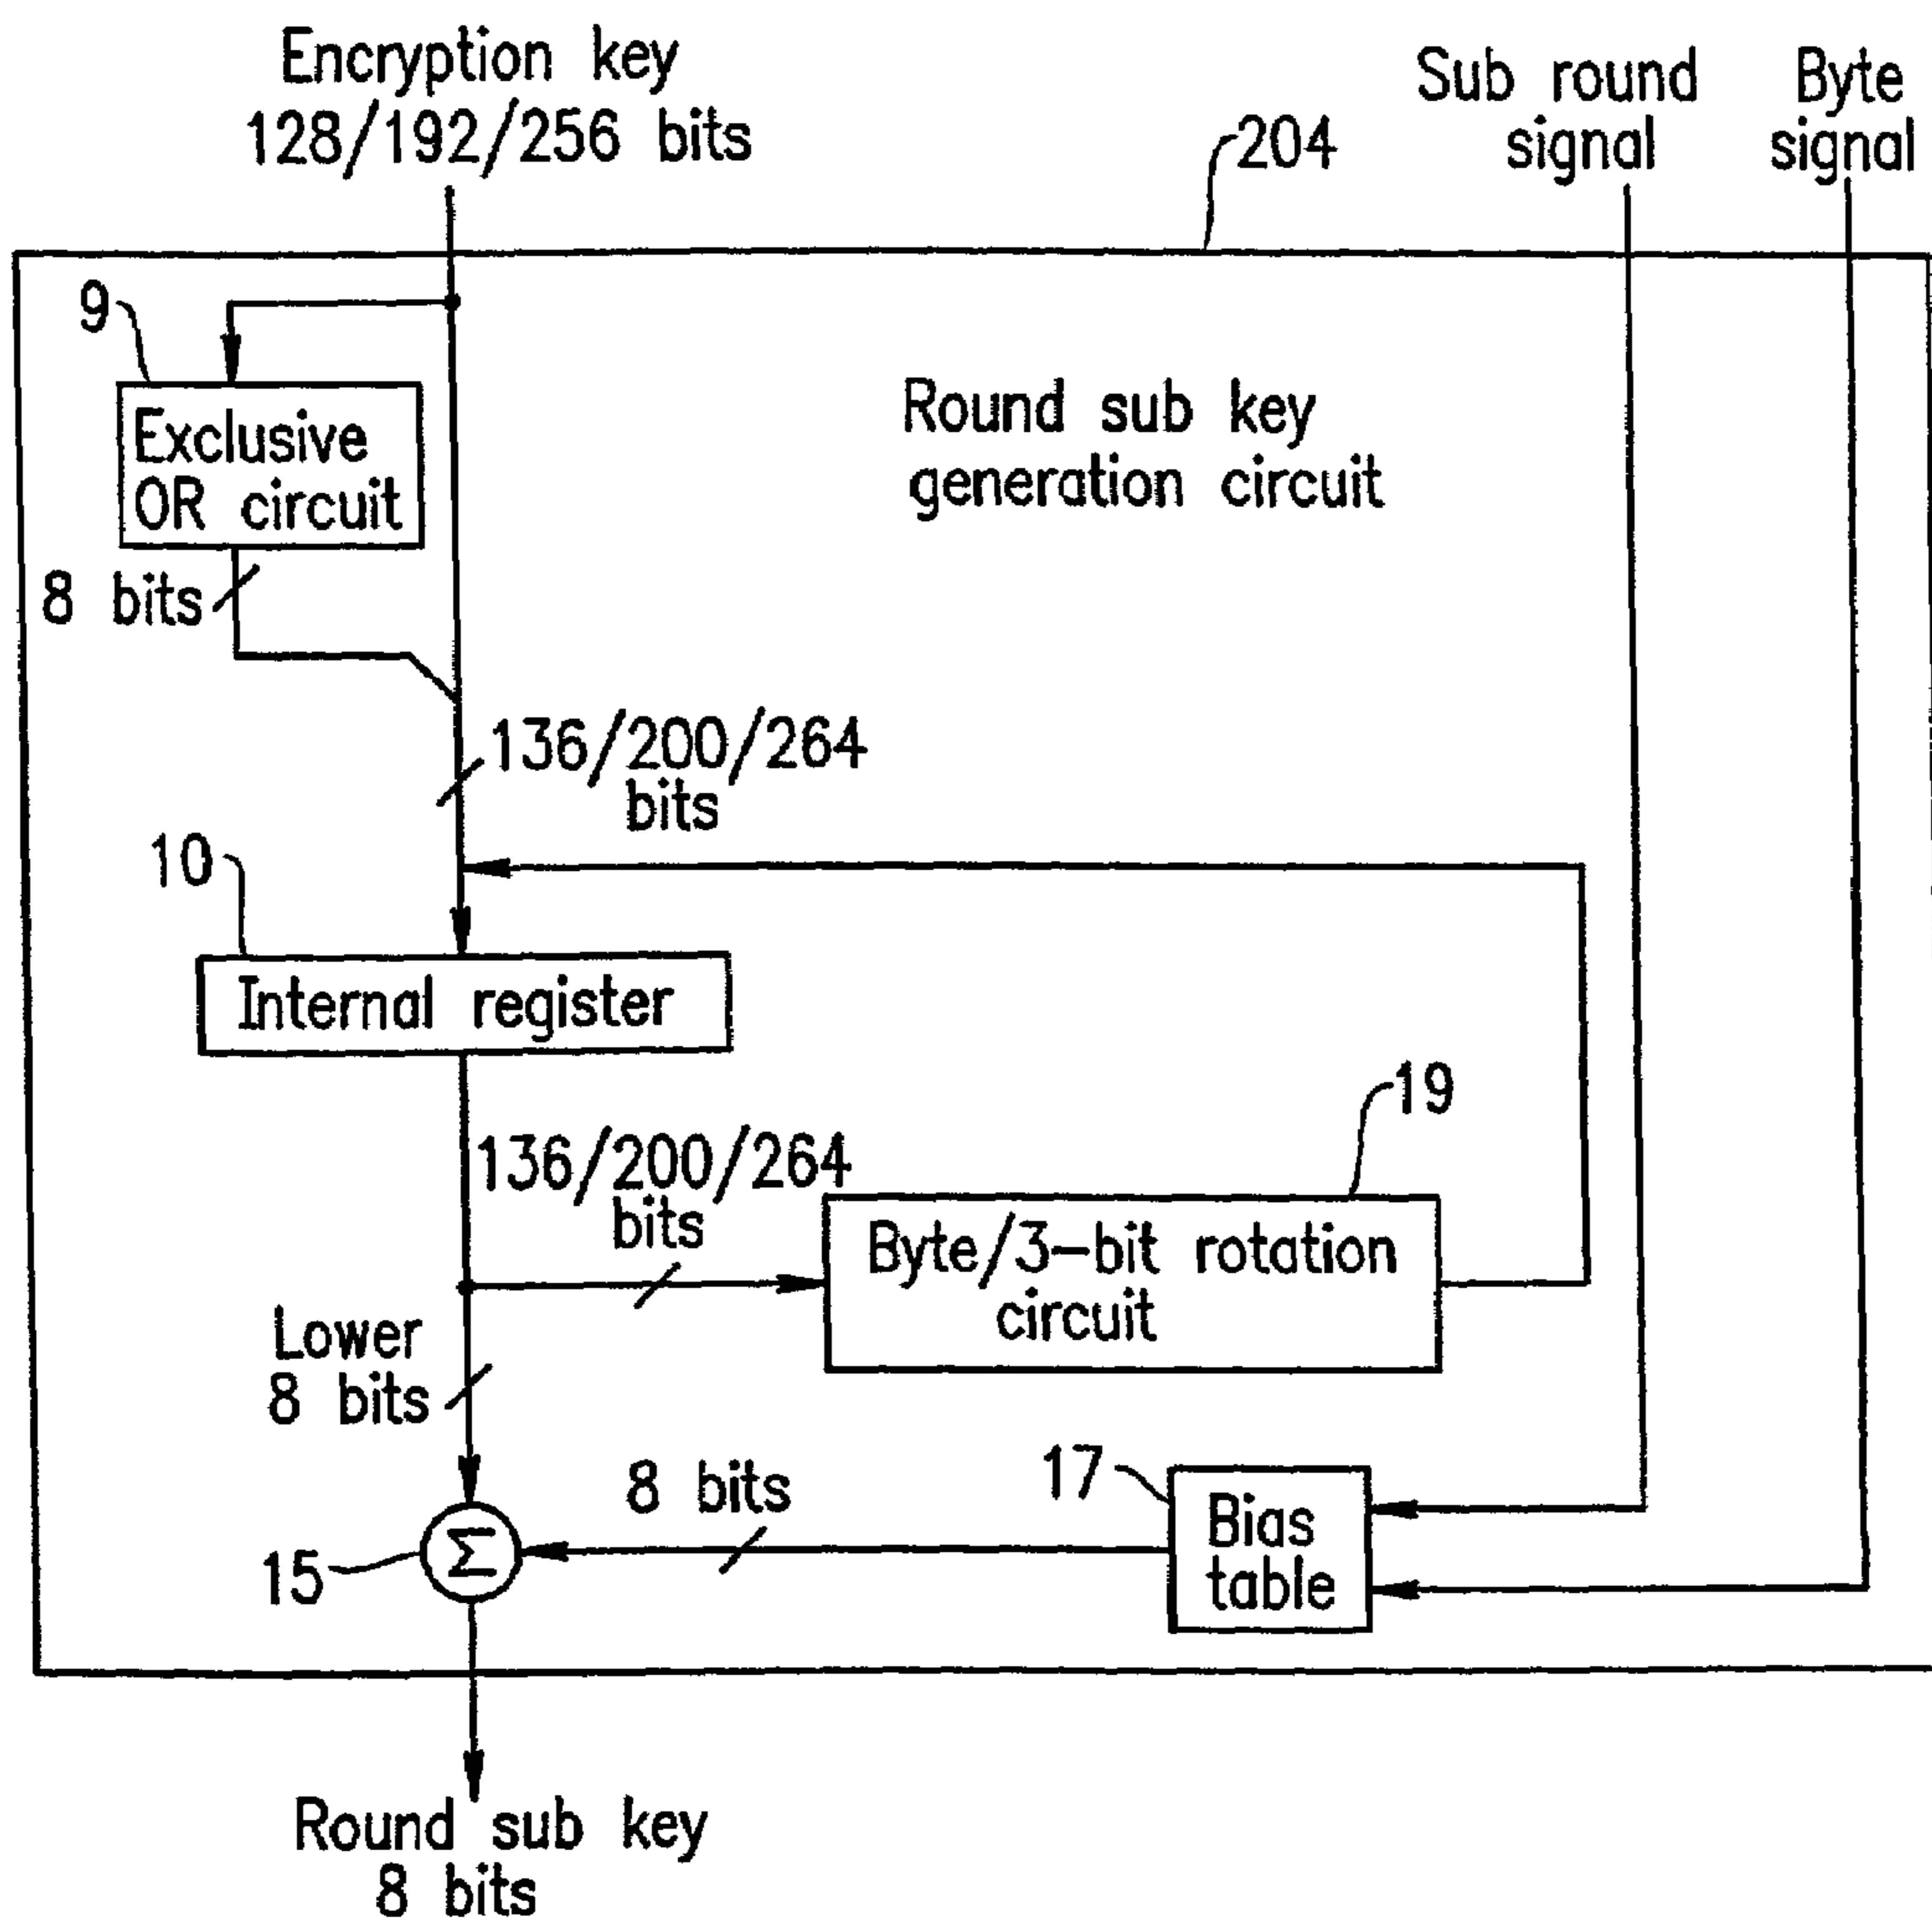 Encryption key
128/192/256 bits
Sub round
signal
Byte
signal
204
9
Exclusive
OR circuit
Round sub key
generation circuit
8 bits
136/200/264
bits
10
Internal register
19
136/200/264
bits
Byte/3-bit rotation
circuit
Lower
8 bits
8 bits
17
Bias
table
Σ
15
Round sub key
8 bits